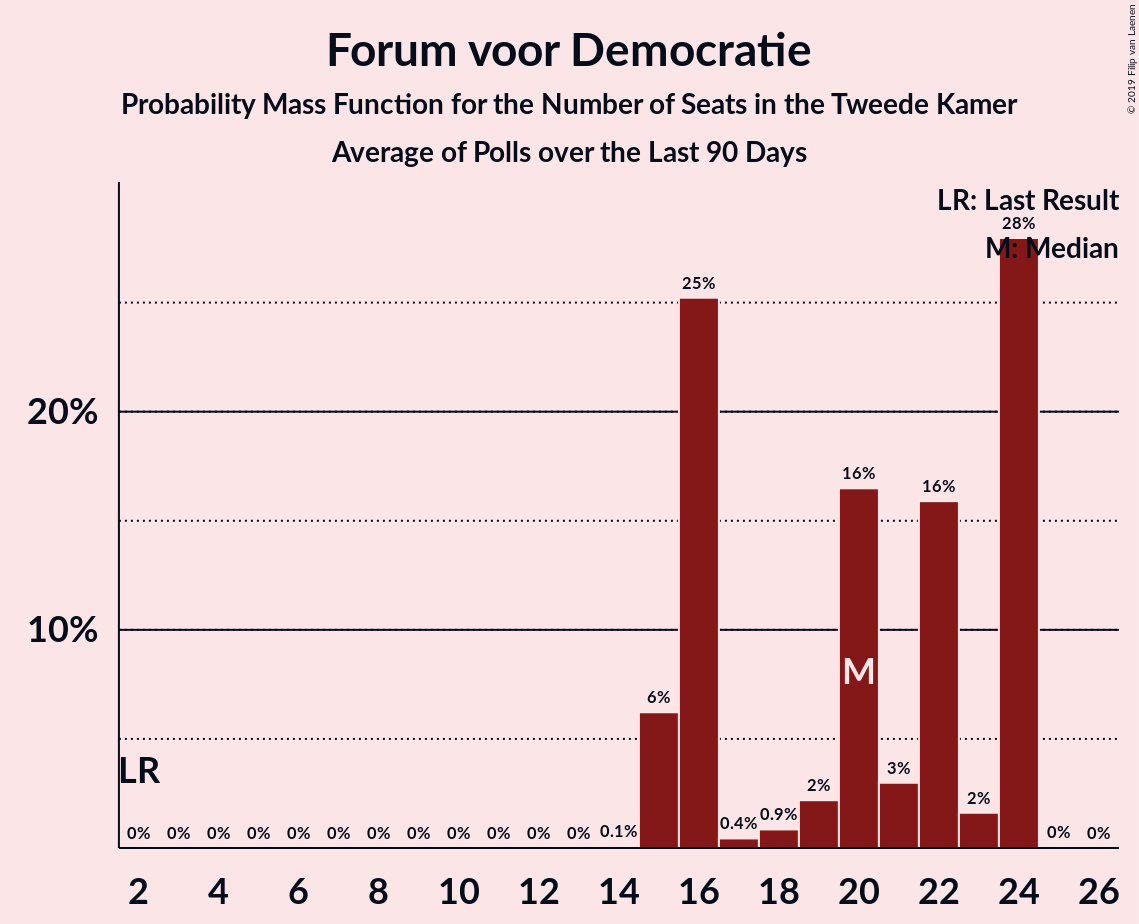 Forum voor Democratie
Probability Mass Function for the Number of Seats in the Tweede Kamer
Average of Polls over the Last 90 Days
© 2019 Filip van Laenen
LR: Last Result
M: Median
28%
25%
20%
16%
16%
10%
M
6%
LR
3%
2%
2%
0.9%
0.4%
0% 0% 0% 0% 0% 0% 0% 0% 0% 0% 0% 0% 0.1% 0% 0%
2 4 6 8 10 12 14 16 18 20 22 24 26